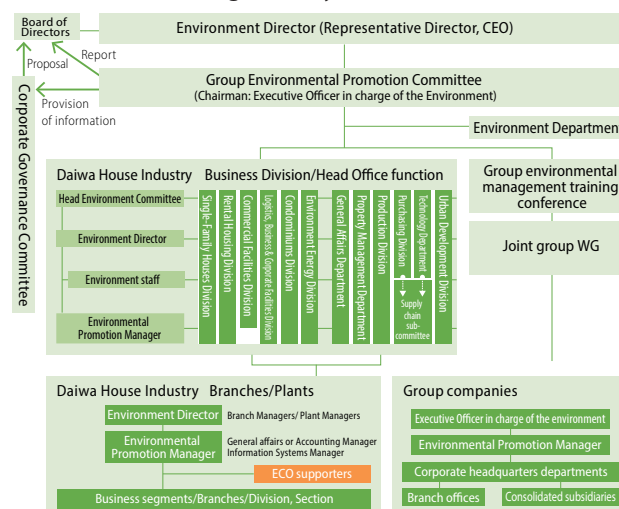 Board of
Directors
Environment Director (Representative Director, CEO)
Proposal
Report
Group Environmental Promotion Committee
(Chairman: Executive Officer in charge of the Environment)
Provision
of information
Corporate Governance Committee
Environment Departmen
Daiwa House Industry
Business Division/Head Office function
Group environmental
management training
conference
Joint group WG
Head Environment Committee
Environment Director
Environment staff
Environmental
Promotion Manager
Single-Family Houses Division
Rental Housing Division
Commercial Facilities Division
Logistics, Business & Corporate Facilities Division
Condominiums Division
Environment Energy Division
General Affairs Department
Property Management Department
Production Division
Purchasing Division
Technology Department
Urban Development Division
Supply
chain
sub-
committee
Daiwa House Industry Branches/Plants
Environment Director
Branch Managers/ Plant Managers
Environmental
Promotion Manager
General affairs or Accounting Manager
Information Systems Manager
ECO supporters
Business segments/Branches/Division, Section
Group companies
Executive Officer in charge of the environment
Environmental Promotion Manager
Corporate headquarters departments
Branch offices
Consolidated subsidiaries